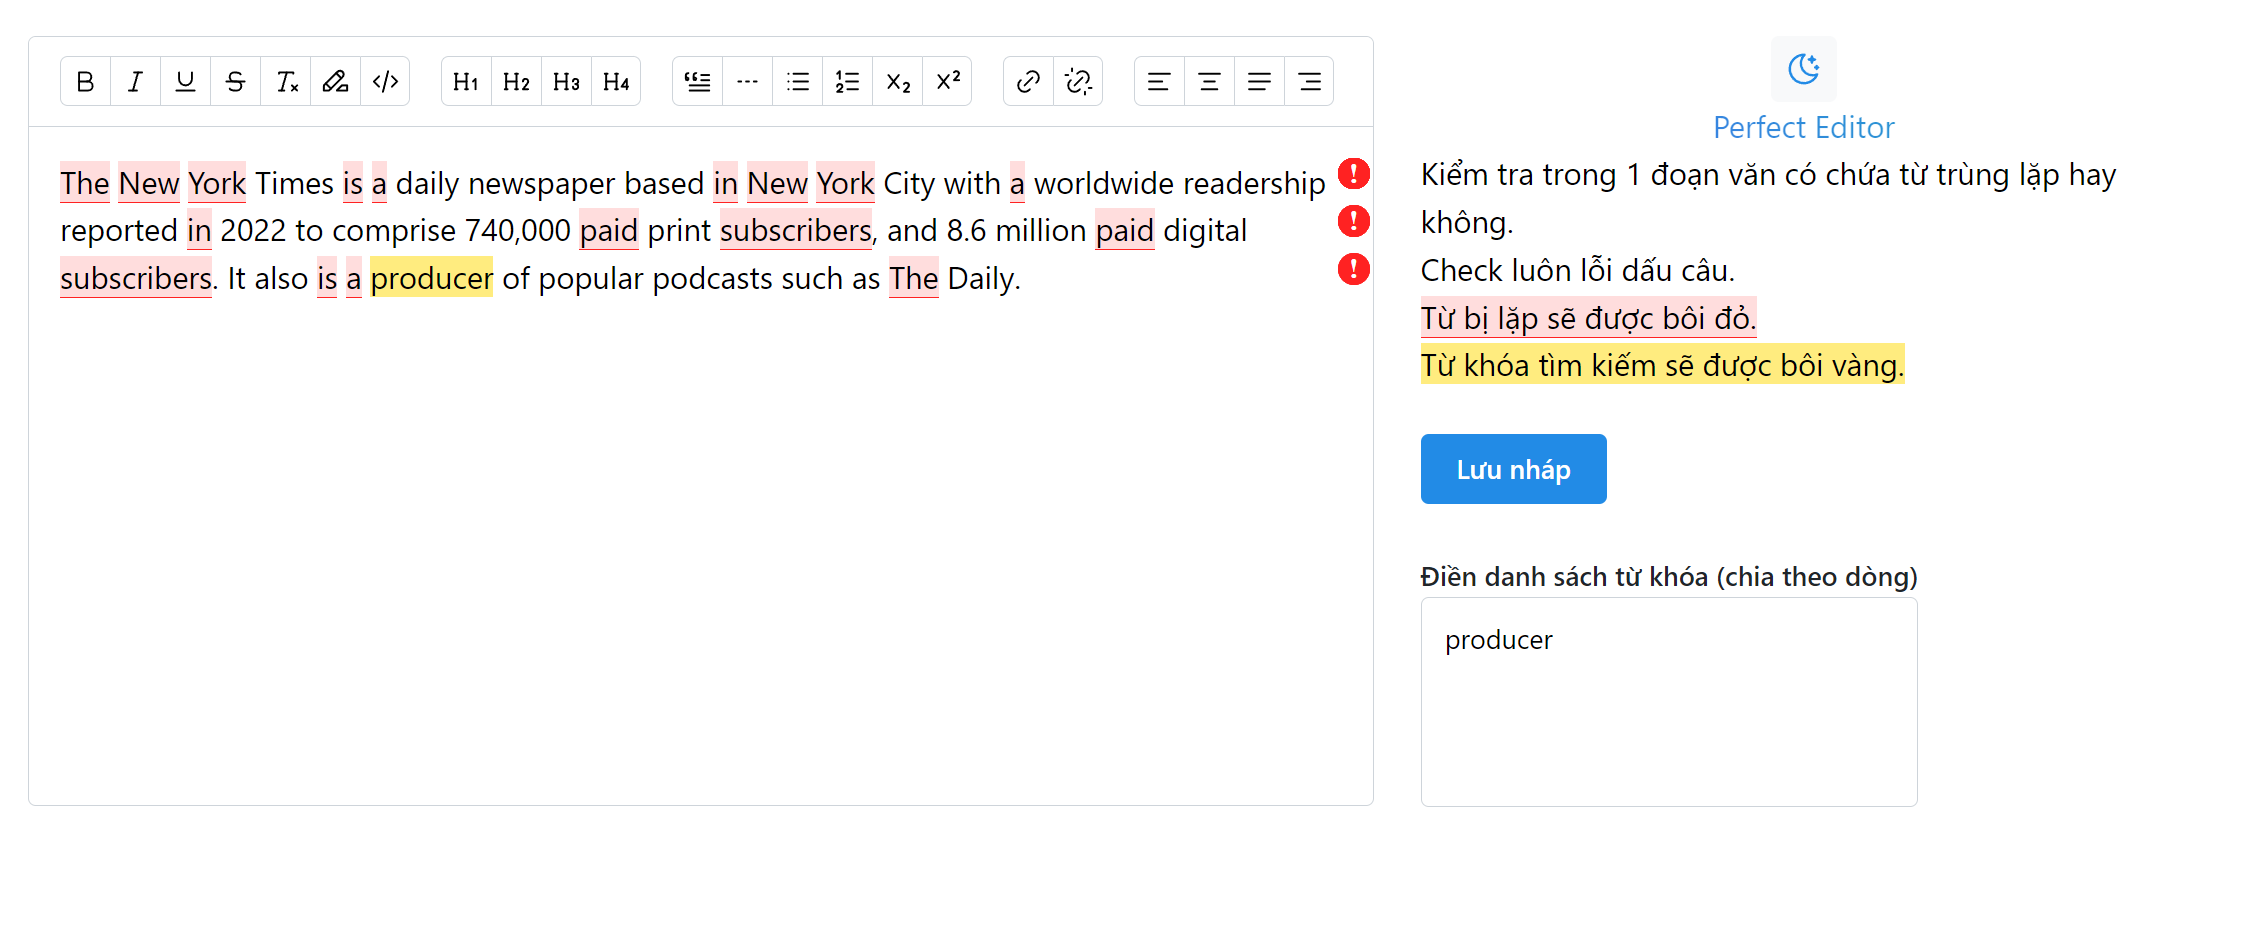 B I U S Tx </> H1 H2 H3 H4 X2 X²
The New York Times is a daily newspaper based in New York City with a worldwide readership
reported in 2022 to comprise 740,000 paid print subscribers, and 8.6 million paid digital
subscribers. It also is a producer of popular podcasts such as The Daily.
Perfect Editor
Kiểm tra trong 1 đoạn văn có chứa từ trùng lặp hay
không.
Check luôn lỗi dấu câu.
Từ bị lặp sẽ được bôi đỏ.
Từ khóa tìm kiếm sẽ được bôi vàng.
Lưu nháp
Điền danh sách từ khóa (chia theo dòng)
producer